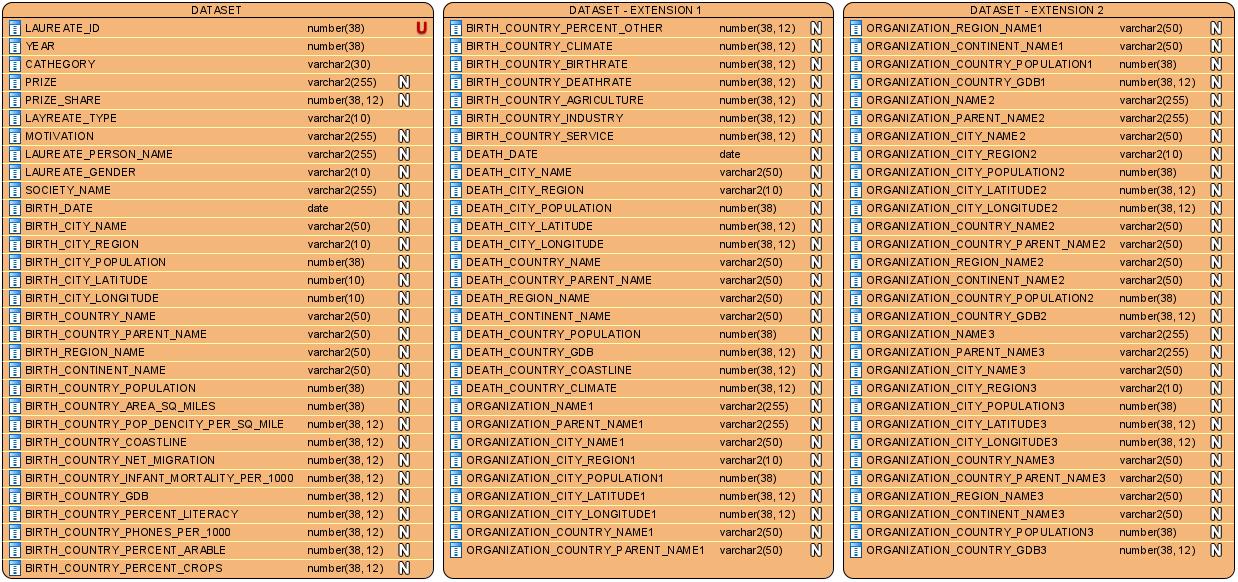 DATASET
LAUREATE_ID number(38) U
YEAR number(38)
CATHEGORY varchar2(30)
PRIZE varchar2(255) N
PRIZE_SHARE number(38, 12) N
LAYREATE_TYPE varchar2(10)
MOTIVATION varchar2(255) N
LAUREATE_PERSON_NAME varchar2(255) N
LAUREATE_GENDER varchar2(10) N
SOCIETY_NAME varchar2(255) N
BIRTH_DATE date N
BIRTH_CITY_NAME varchar2(50) N
BIRTH_CITY_REGION varchar2(10) N
BIRTH_CITY_POPULATION number(38) N
BIRTH_CITY_LATITUDE number(10) N
BIRTH_CITY_LONGITUDE number(10) N
BIRTH_COUNTRY_NAME varchar2(50) N
BIRTH_COUNTRY_PARENT_NAME varchar2(50) N
BIRTH_REGION_NAME varchar2(50) N
BIRTH_CONTINENT_NAME varchar2(50) N
BIRTH_COUNTRY_POPULATION number(38) N
BIRTH_COUNTRY_AREA_SQ_MILES number(38) N
BIRTH_COUNTRY_POP_DENCITY_PER_SQ_MILE number(38, 12) N
BIRTH_COUNTRY_COASTLINE number(38, 12) N
BIRTH_COUNTRY_NET_MIGRATION number(38, 12) N
BIRTH_COUNTRY_INFANT_MORTALITY_PER_1000 number(38, 12) N
BIRTH_COUNTRY_GDB number(38, 12) N
BIRTH_COUNTRY_PERCENT_LITERACY number(38, 12) N
BIRTH_COUNTRY_PHONES_PER_1000 number(38, 12) N
BIRTH_COUNTRY_PERCENT_ARABLE number(38, 12) N
BIRTH_COUNTRY_PERCENT_CROPS number(38, 12) N
DATASET - EXTENSION 1
BIRTH_COUNTRY_PERCENT_OTHER number(38, 12) N
BIRTH_COUNTRY_CLIMATE number(38, 12) N
BIRTH_COUNTRY_BIRTHRATE number(38, 12) N
BIRTH_COUNTRY_DEATHRATE number(38, 12) N
BIRTH_COUNTRY_AGRICULTURE number(38, 12) N
BIRTH_COUNTRY_INDUSTRY number(38, 12) N
BIRTH_COUNTRY_SERVICE number(38, 12) N
DEATH_DATE date N
DEATH_CITY_NAME varchar2(50) N
DEATH_CITY_REGION varchar2(10) N
DEATH_CITY_POPULATION number(38) N
DEATH_CITY_LATITUDE number(38, 12) N
DEATH_CITY_LONGITUDE number(38, 12) N
DEATH_COUNTRY_NAME varchar2(50) N
DEATH_COUNTRY_PARENT_NAME varchar2(50) N
DEATH_REGION_NAME varchar2(50) N
DEATH_CONTINENT_NAME varchar2(50) N
DEATH_COUNTRY_POPULATION number(38) N
DEATH_COUNTRY_GDB number(38, 12) N
DEATH_COUNTRY_COASTLINE number(38, 12) N
DEATH_COUNTRY_CLIMATE number(38, 12) N
ORGANIZATION_NAME1 varchar2(255) N
ORGANIZATION_PARENT_NAME1 varchar2(255) N
ORGANIZATION_CITY_NAME1 varchar2(50) N
ORGANIZATION_CITY_REGION1 varchar2(10) N
ORGANIZATION_CITY_POPULATION1 number(38) N
ORGANIZATION_CITY_LATITUDE1 number(38, 12) N
ORGANIZATION_CITY_LONGITUDE1 number(38, 12) N
ORGANIZATION_COUNTRY_NAME1 varchar2(50) N
ORGANIZATION_COUNTRY_PARENT_NAME1 varchar2(50) N
DATASET - EXTENSION 2
ORGANIZATION_REGION_NAME1 varchar2(50) N
ORGANIZATION_CONTINENT_NAME1 varchar2(50) N
ORGANIZATION_COUNTRY_POPULATION1 number(38) N
ORGANIZATION_COUNTRY_GDB1 number(38, 12) N
ORGANIZATION_NAME2 varchar2(255) N
ORGANIZATION_PARENT_NAME2 varchar2(255) N
ORGANIZATION_CITY_NAME2 varchar2(50) N
ORGANIZATION_CITY_REGION2 varchar2(10) N
ORGANIZATION_CITY_POPULATION2 number(38) N
ORGANIZATION_CITY_LATITUDE2 number(38, 12) N
ORGANIZATION_CITY_LONGITUDE2 number(38, 12) N
ORGANIZATION_COUNTRY_NAME2 varchar2(50) N
ORGANIZATION_COUNTRY_PARENT_NAME2 varchar2(50) N
ORGANIZATION_REGION_NAME2 varchar2(50) N
ORGANIZATION_CONTINENT_NAME2 varchar2(50) N
ORGANIZATION_COUNTRY_POPULATION2 number(38) N
ORGANIZATION_COUNTRY_GDB2 number(38, 12) N
ORGANIZATION_NAME3 varchar2(255) N
ORGANIZATION_PARENT_NAME3 varchar2(255) N
ORGANIZATION_CITY_NAME3 varchar2(50) N
ORGANIZATION_CITY_REGION3 varchar2(10) N
ORGANIZATION_CITY_POPULATION3 number(38) N
ORGANIZATION_CITY_LATITUDE3 number(38, 12) N
ORGANIZATION_CITY_LONGITUDE3 number(38, 12) N
ORGANIZATION_COUNTRY_NAME3 varchar2(50) N
ORGANIZATION_COUNTRY_PARENT_NAME3 varchar2(50) N
ORGANIZATION_REGION_NAME3 varchar2(50) N
ORGANIZATION_CONTINENT_NAME3 varchar2(50) N
ORGANIZATION_COUNTRY_POPULATION3 number(38) N
ORGANIZATION_COUNTRY_GDB3 number(38, 12) N